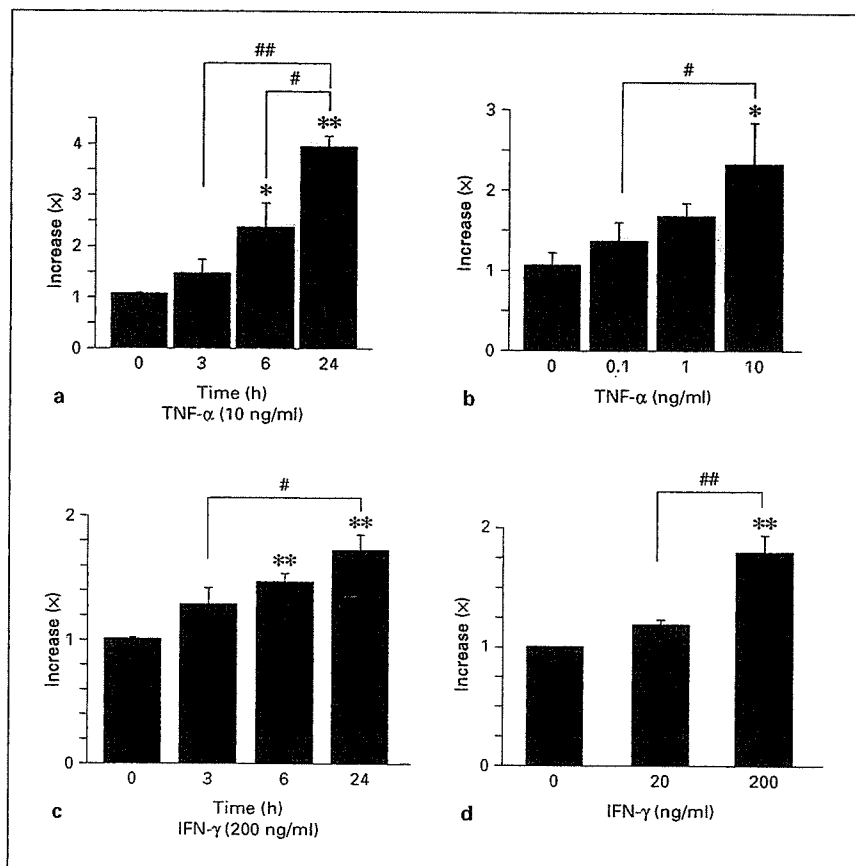 ##
#
**
*
4
3
2
1
0
Increase (x)
0 3 6 24
Time (h)
TNF-α (10 ng/ml)
a
#
*
3
2
1
0
Increase (x)
0 0.1 1 10
TNF-α (ng/ml)
b
#
**
**
2
1
0
Increase (x)
0 3 6 24
Time (h)
IFN-γ (200 ng/ml)
c
##
**
2
1
0
Increase (x)
0 20 200
IFN-γ (ng/ml)
d